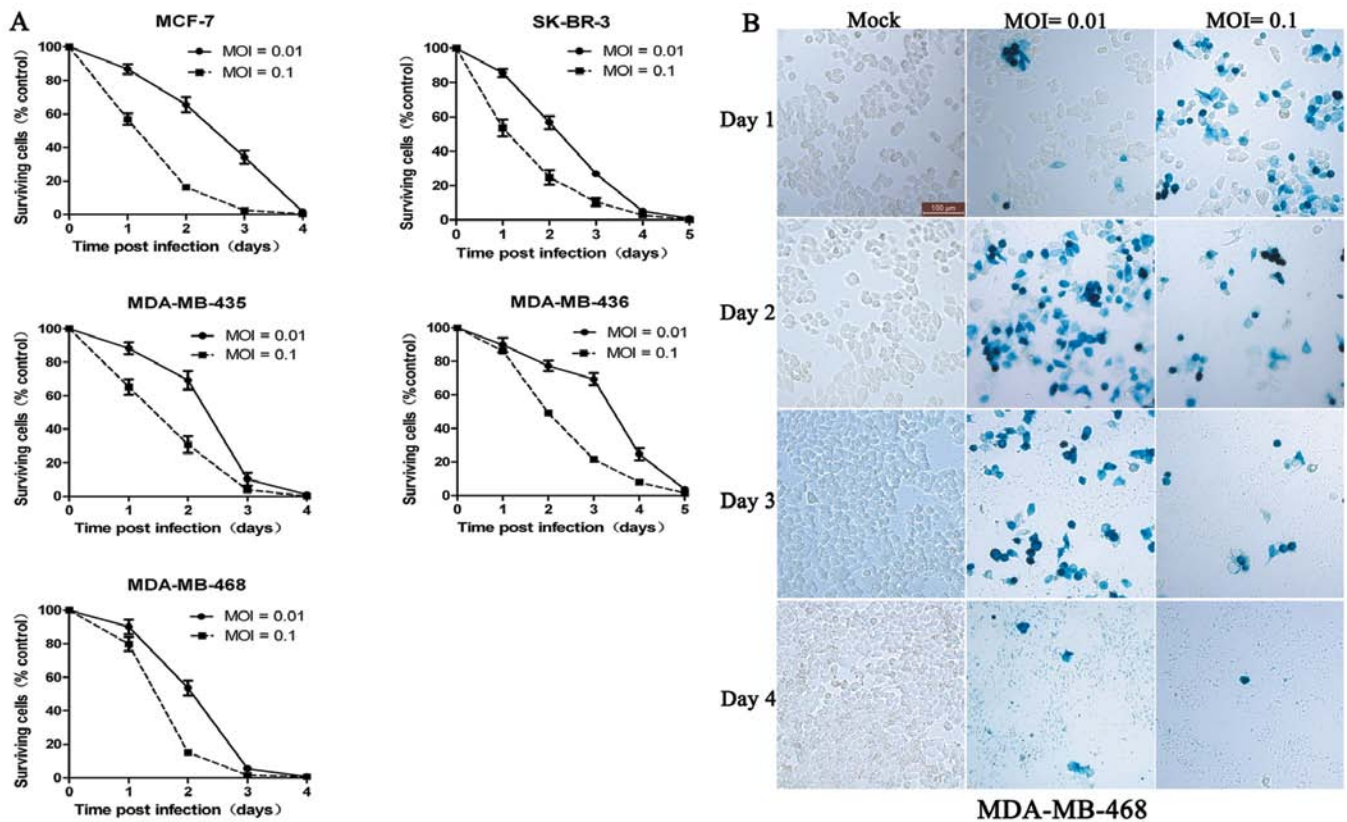 A
MCF-7
Surviving cells (% control)
100
80
60
40
20
0
MOI = 0.01
MOI = 0.1
0 1 2 3 4
Time post infection (days)
SK-BR-3
Surviving cells (%control)
100
80
60
40
20
0
MOI = 0.01
MOI = 0.1
0 1 2 3 4 5
Time post infection (days)
MDA-MB-435
Surviving cells (% control)
100
80
60
40
20
0
MOI = 0.01
MOI = 0.1
0 1 2 3 4
Time post infection (days)
MDA-MB-436
Surviving cells (% control)
100
80
60
40
20
0
MOI = 0.01
MOI = 0.1
0 1 2 3 4 5
Time post infection (days)
MDA-MB-468
Surviving cells (% control)
100
80
60
40
20
0
MOI = 0.01
MOI = 0.1
0 1 2 3 4
Time post infection (days)
B
Mock MOI= 0.01 MOI= 0.1
Day 1
100 µm
Day 2
Day 3
Day 4
MDA-MB-468